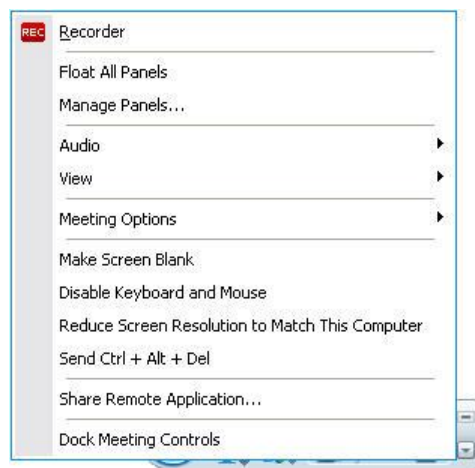 REC Recorder
Float All Panels
Manage Panels...
Audio
View
Meeting Options
Make Screen Blank
Disable Keyboard and Mouse
Reduce Screen Resolution to Match This Computer
Send Ctrl + Alt + Del
Share Remote Application...
Dock Meeting Controls